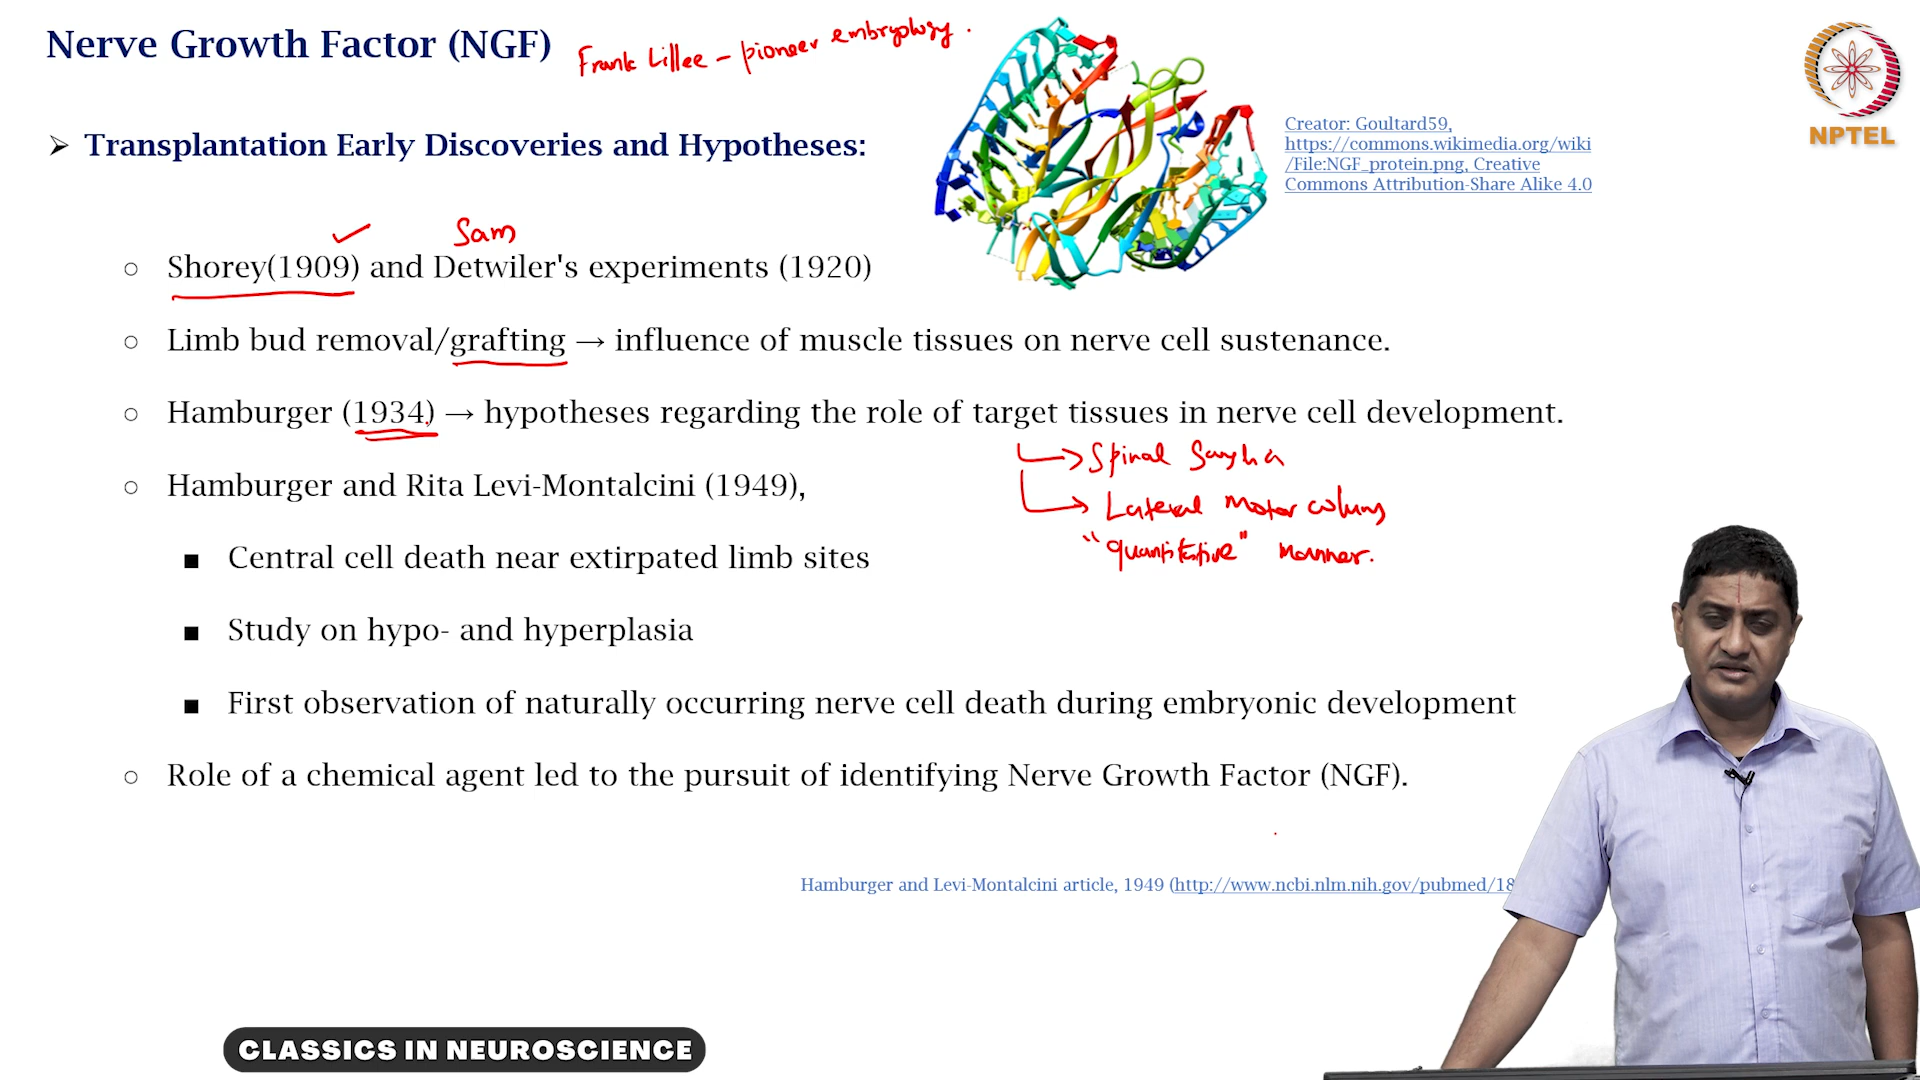 Nerve Growth Factor (NGF)
Frank Lillee - pioneer embryology.
NPTEL
Creator: Goultard59,
https://commons.wikimedia.org/wiki
/File:NGF_protein.png, Creative
Commons Attribution-Share Alike 4.0
➢ Transplantation Early Discoveries and Hypotheses:
Sam
○ Shorey(1909) and Detwiler's experiments (1920)
○ Limb bud removal/grafting → influence of muscle tissues on nerve cell sustenance.
○ Hamburger (1934) → hypotheses regarding the role of target tissues in nerve cell development.
→ Spinal
→ Lateral Motor
"quantitative" manner.
○ Hamburger and Rita Levi-Montalcini (1949),
■ Central cell death near extirpated limb sites
■ Study on hypo- and hyperplasia
■ First observation of naturally occurring nerve cell death during embryonic development
○ Role of a chemical agent led to the pursuit of identifying Nerve Growth Factor (NGF).
Hamburger and Levi-Montalcini article, 1949 (http://www.ncbi.nlm.nih.gov/pubmed/18
CLASSICS IN NEUROSCIENCE